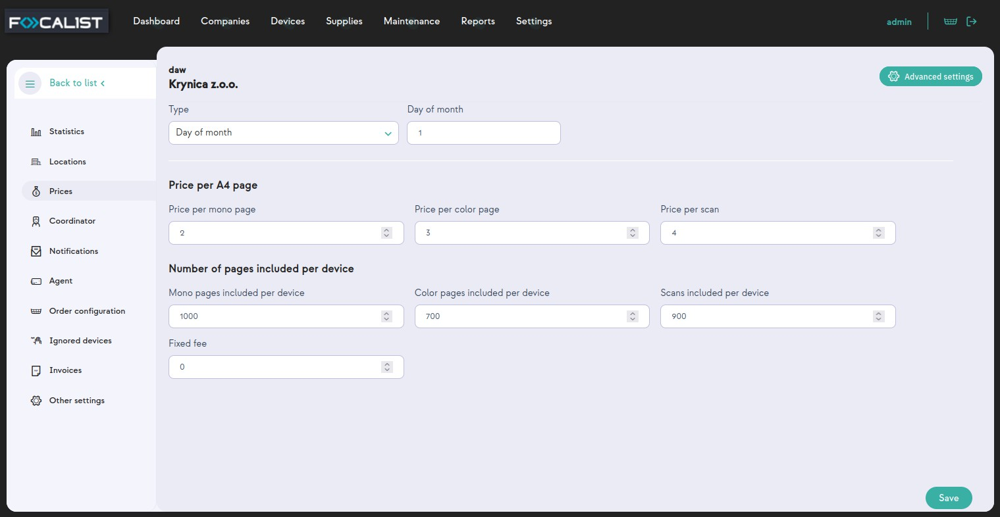 FOCALIST
Dashboard Companies Devices Supplies Maintenance Reports Settings
admin
Back to list
Statistics
Locations
Prices
Coordinator
Notifications
Agent
Order configuration
Ignored devices
Invoices
Other settings
daw
Krynica z.o.o.
Advanced settings
Type Day of month
Day of month 1
Price per A4 page
Price per mono page Price per color page Price per scan
2 3 4
Number of pages included per device
Mono pages included per device Color pages included per device Scans included per device
1000 700 900
Fixed fee
0
Save